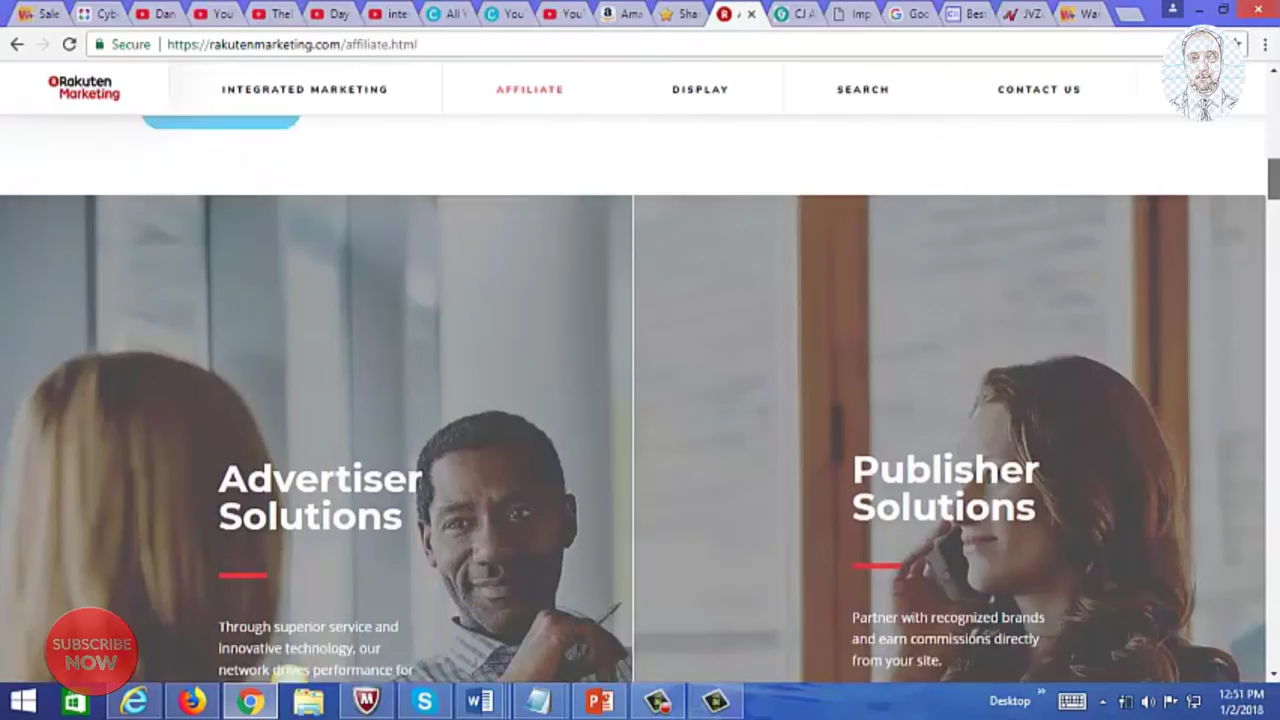 Sale
Cyb
Dan
You
The
Day
inte
All
You
You
Ama
Sha
CJ A
Imp
Goo
Bes
JVZ
War
Secure
https://rakutenmarketing.com/affiliate.html
Rakuten
Marketing
INTEGRATED MARKETING
AFFILIATE
DISPLAY
SEARCH
CONTACT US
Advertiser
Solutions
Through superior service and
innovative technology, our
network drives performance for
Publisher
Solutions
Partner with recognized brands
and earn commissions directly
from your site.
SUBSCRIBE
NOW
Desktop
12:51 PM
1/2/2018